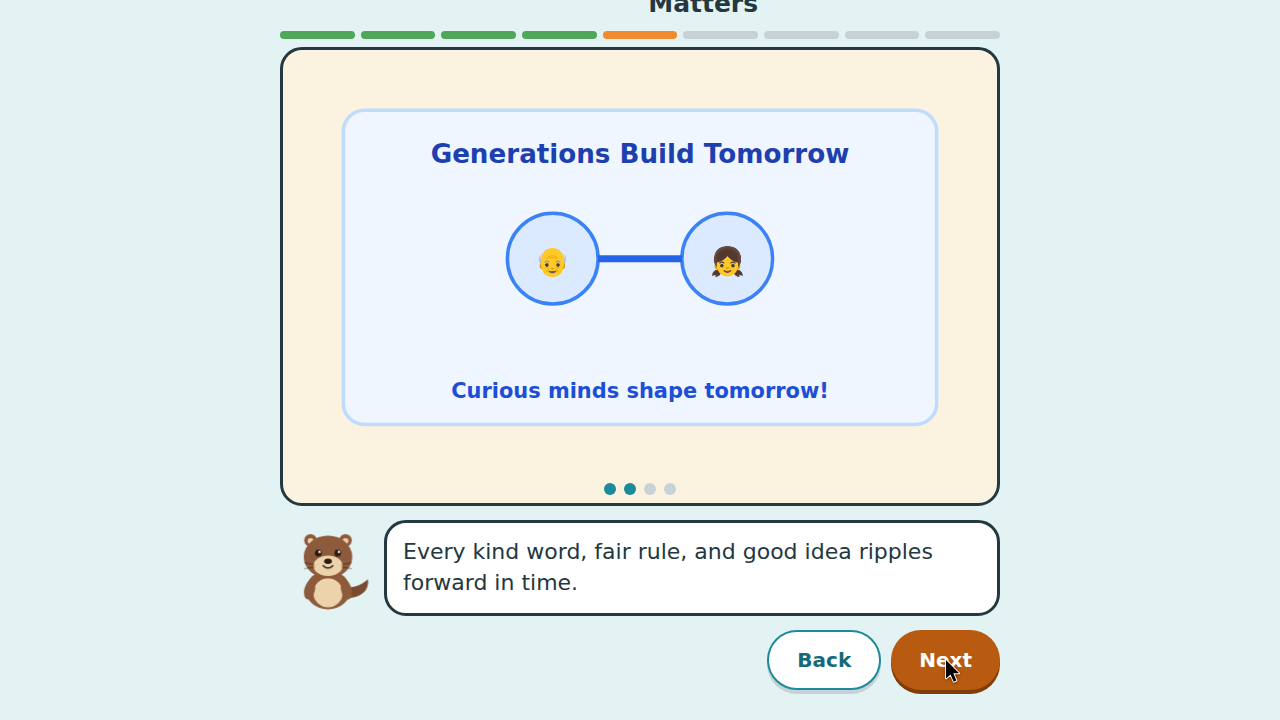 Matters
Generations Build Tomorrow
Curious minds shape tomorrow!
Every kind word, fair rule, and good idea ripples
forward in time.
Back
Next